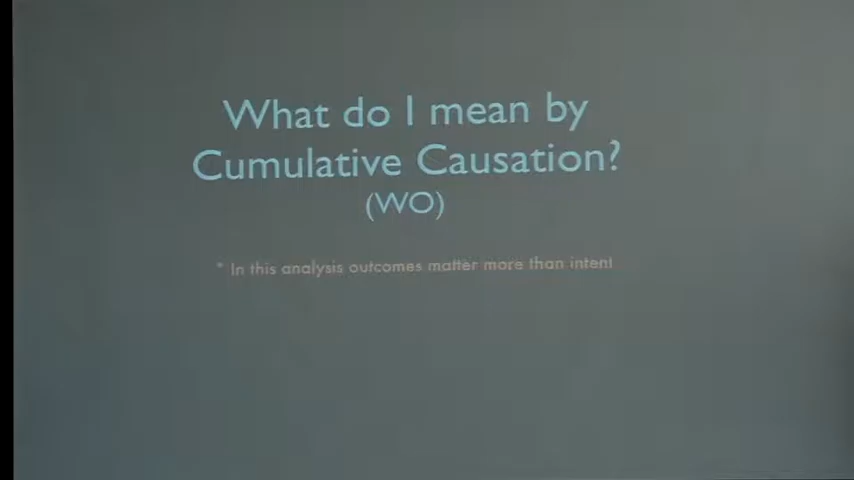 What do I mean by
Cumulative Causation?
(WO)
* In this analysis outcomes matter more than intent